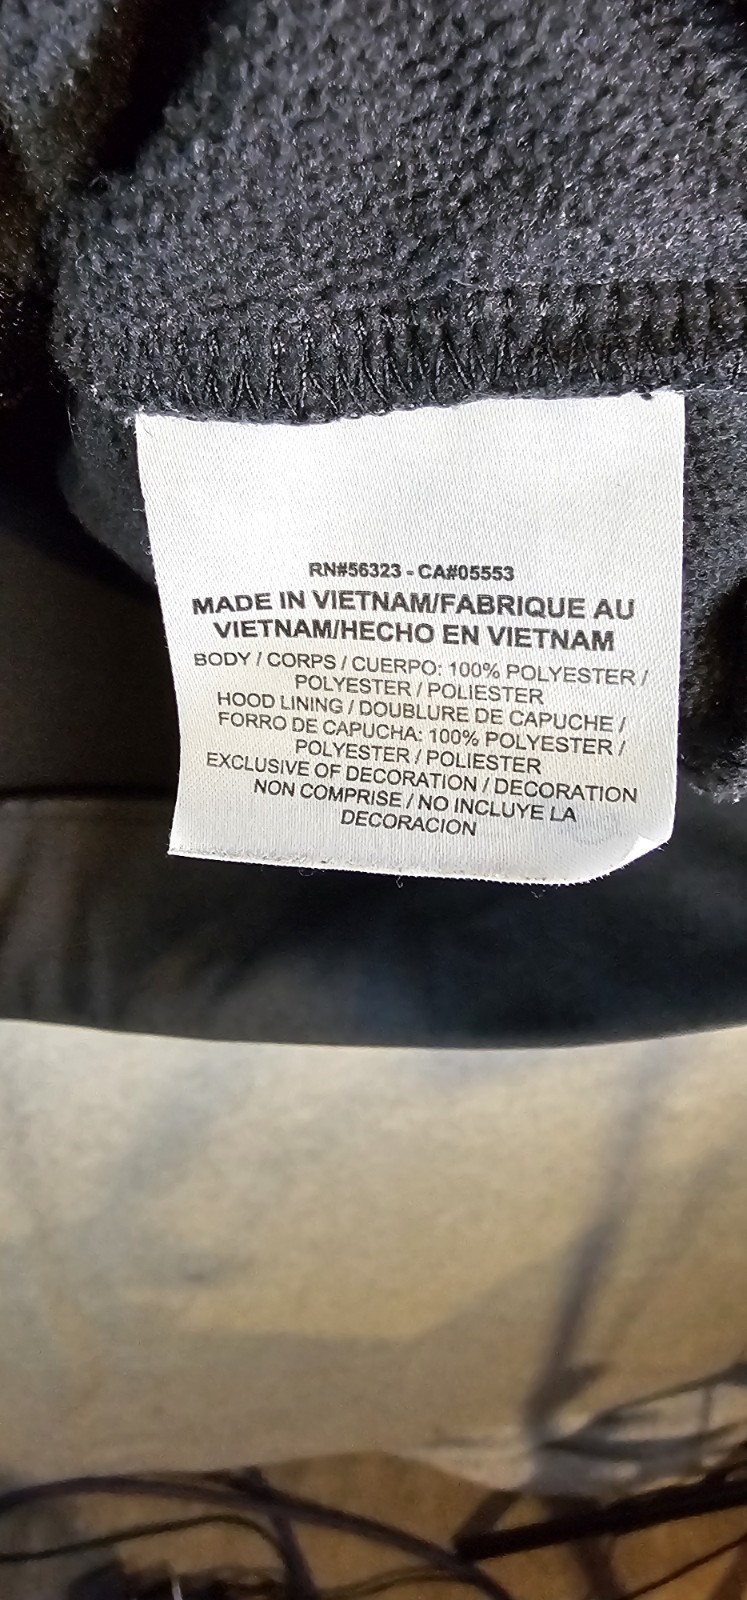 RN#56323 - CA#05553
MADE IN VIETNAM/FABRIQUE AU
VIETNAM/HECHO EN VIETNAM
BODY / CORPS / CUERPO: 100% POLYESTER /
POLYESTER / POLIESTER
HOOD LINING / DOUBLURE DE CAPUCHE /
FORRO DE CAPUCHA: 100% POLYESTER /
POLYESTER / POLIESTER
EXCLUSIVE OF DECORATION / DECORATION
NON COMPRISE / NO INCLUYE LA
DECORACION